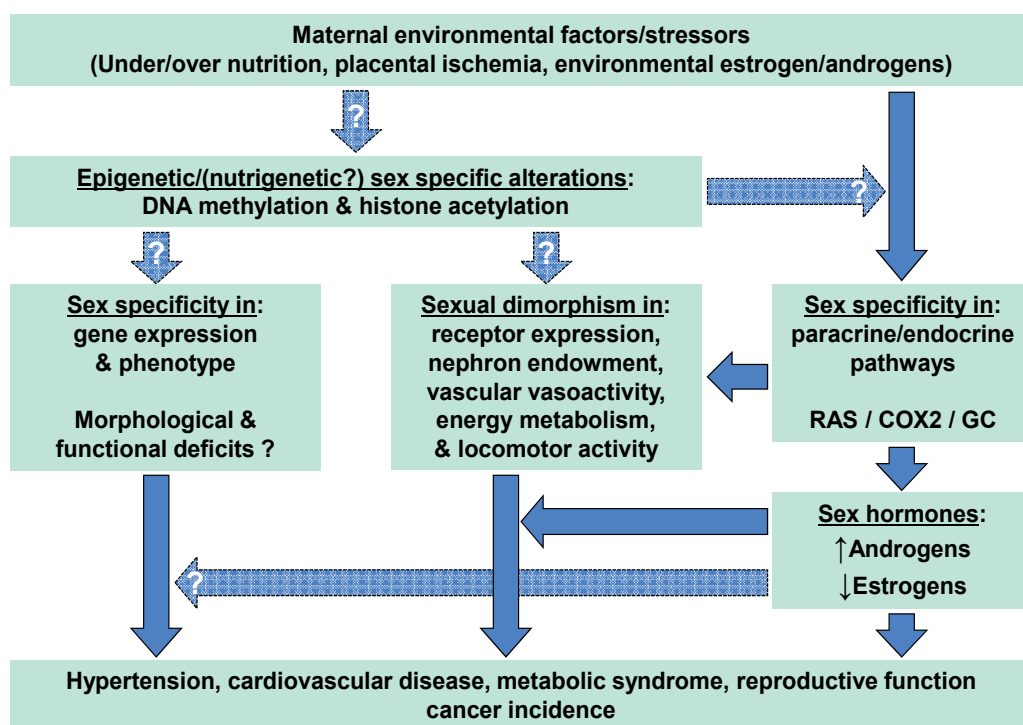 Maternal environmental factors/stressors
(Under/over nutrition, placental ischemia, environmental estrogen/androgens)
?
Epigenetic/(nutrigenetic?) sex specific alterations:
DNA methylation & histone acetylation
?
?
?
Sex specificity in:
gene expression
& phenotype
Morphological &
functional deficits ?
Sexual dimorphism in:
receptor expression,
nephron endowment,
vascular vasoactivity,
energy metabolism,
& locomotor activity
Sex specificity in:
paracrine/endocrine
pathways
RAS / COX2 / GC
Sex hormones:
↑Androgens
↓Estrogens
?
Hypertension, cardiovascular disease, metabolic syndrome, reproductive function
cancer incidence